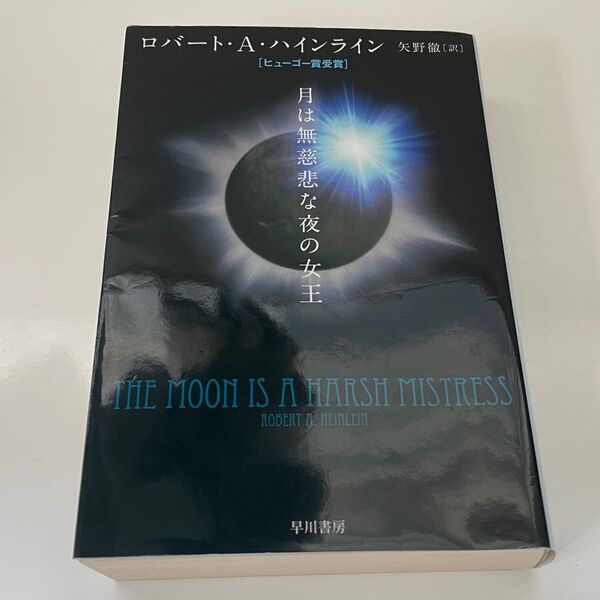 ロバート・A・ハインライン 矢野徹[訳]
[ヒューゴー賞受賞]
月は無慈悲な夜の女王
THE MOON IS A HARSH MISTRESS
ROBERT A. HEINLEIN
早川書房